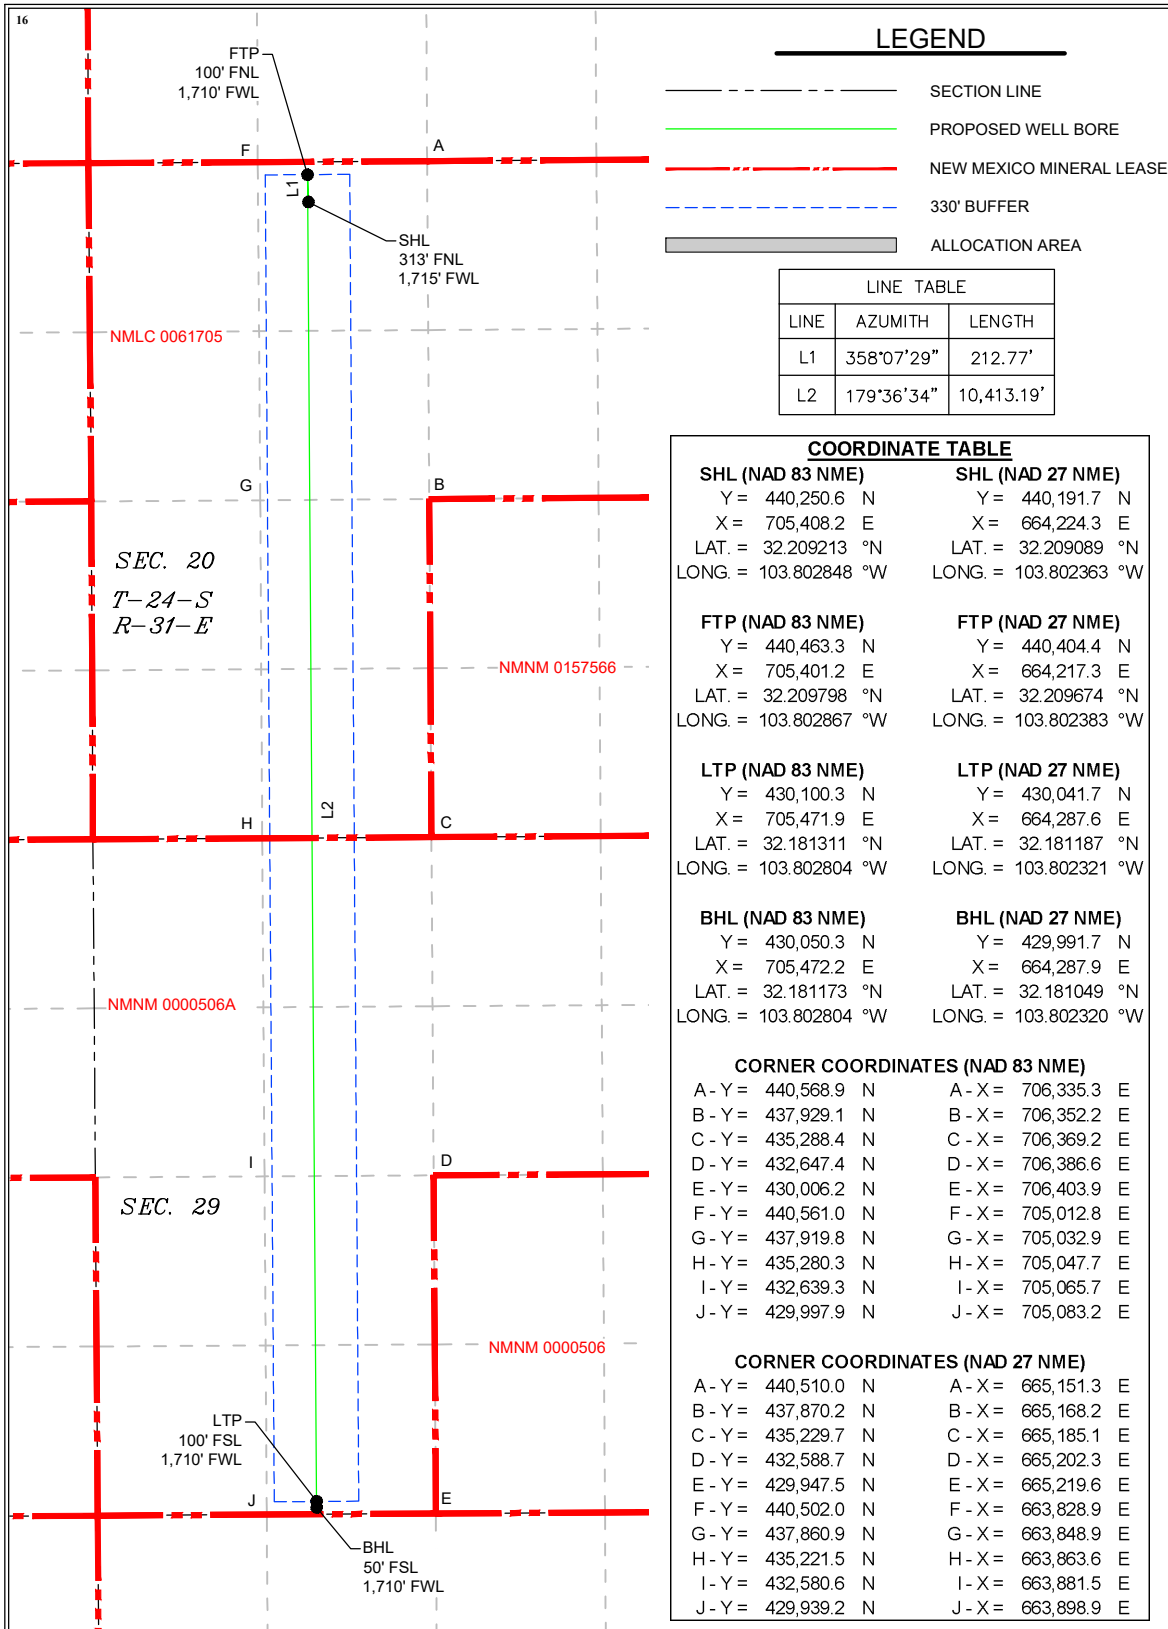 16
FTP
100' FNL
1,710' FWL
F
A
L1
SHL
313' FNL
1,715' FWL
NMLC 0061705
G
B
SEC. 20
T-24-S
R-31-E
NMNM 0157566
L2
H
C
NMNM 0000506A
I
D
SEC. 29
NMNM 0000506
LTP
100' FSL
1,710' FWL
J
E
BHL
50' FSL
1,710' FWL
LEGEND
SECTION LINE
PROPOSED WELL BORE
NEW MEXICO MINERAL LEASE
330' BUFFER
ALLOCATION AREA
LINE TABLE
LINE AZUMITH LENGTH
L1 358°07'29" 212.77'
L2 179°36'34" 10,413.19'
COORDINATE TABLE
SHL (NAD 83 NME) SHL (NAD 27 NME)
Y = 440,250.6 N Y = 440,191.7 N
X = 705,408.2 E X = 664,224.3 E
LAT. = 32.209213 °N LAT. = 32.209089 °N
LONG. = 103.802848 °W LONG. = 103.802363 °W
FTP (NAD 83 NME) FTP (NAD 27 NME)
Y = 440,463.3 N Y = 440,404.4 N
X = 705,401.2 E X = 664,217.3 E
LAT. = 32.209798 °N LAT. = 32.209674 °N
LONG. = 103.802867 °W LONG. = 103.802383 °W
LTP (NAD 83 NME) LTP (NAD 27 NME)
Y = 430,100.3 N Y = 430,041.7 N
X = 705,471.9 E X = 664,287.6 E
LAT. = 32.181311 °N LAT. = 32.181187 °N
LONG. = 103.802804 °W LONG. = 103.802321 °W
BHL (NAD 83 NME) BHL (NAD 27 NME)
Y = 430,050.3 N Y = 429,991.7 N
X = 705,472.2 E X = 664,287.9 E
LAT. = 32.181173 °N LAT. = 32.181049 °N
LONG. = 103.802804 °W LONG. = 103.802320 °W
CORNER COORDINATES (NAD 83 NME)
A - Y = 440,568.9 N A - X = 706,335.3 E
B - Y = 437,929.1 N B - X = 706,352.2 E
C - Y = 435,288.4 N C - X = 706,369.2 E
D - Y = 432,647.4 N D - X = 706,386.6 E
E - Y = 430,006.2 N E - X = 706,403.9 E
F - Y = 440,561.0 N F - X = 705,012.8 E
G - Y = 437,919.8 N G - X = 705,032.9 E
H - Y = 435,280.3 N H - X = 705,047.7 E
I - Y = 432,639.3 N I - X = 705,065.7 E
J - Y = 429,997.9 N J - X = 705,083.2 E
CORNER COORDINATES (NAD 27 NME)
A - Y = 440,510.0 N A - X = 665,151.3 E
B - Y = 437,870.2 N B - X = 665,168.2 E
C - Y = 435,229.7 N C - X = 665,185.1 E
D - Y = 432,588.7 N D - X = 665,202.3 E
E - Y = 429,947.5 N E - X = 665,219.6 E
F - Y = 440,502.0 N F - X = 663,828.9 E
G - Y = 437,860.9 N G - X = 663,848.9 E
H - Y = 435,221.5 N H - X = 663,863.6 E
I - Y = 432,580.6 N I - X = 663,881.5 E
J - Y = 429,939.2 N J - X = 663,898.9 E